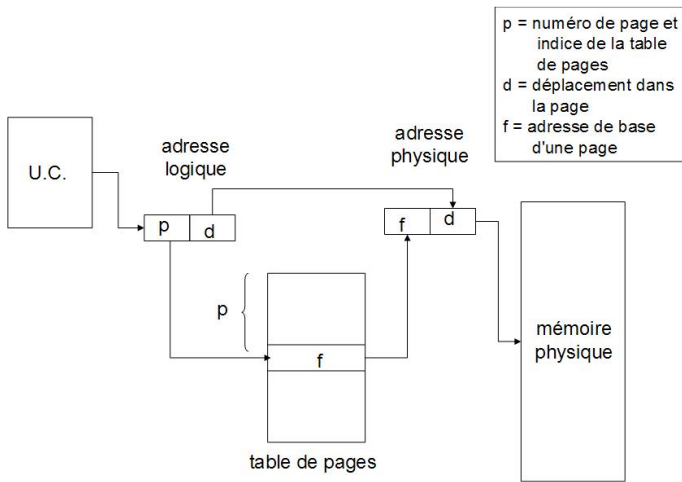 p = numéro de page et
indice de la table
de pages
d = déplacement dans
la page
f = adresse de base
d'une page
adresse
logique
adresse
physique
U.C.
p
d
f
d
p
f
mémoire
physique
table de pages